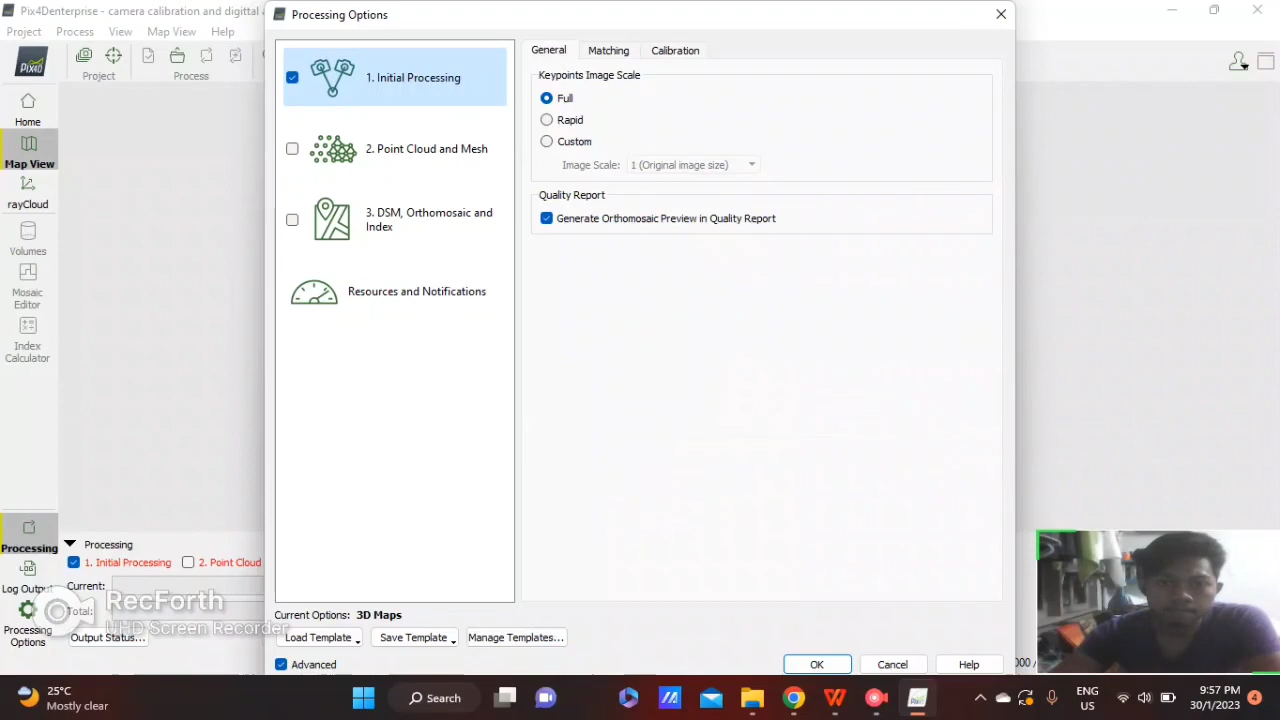 Pix4Denterprise - camera calibration and digittal a
Processing Options
Project Process View Map View Help
PIX4D
Project
Process
Home
Map View
rayCloud
Volumes
Mosaic
Editor
Index
Calculator
Processing
Log Output
Processing
Options
1. Initial Processing
2. Point Cloud and Mesh
3. DSM, Orthomosaic and
Index
Resources and Notifications
General Matching Calibration
Keypoints Image Scale
Full
Rapid
Custom
Image Scale: 1 (Original image size)
Quality Report
Generate Orthomosaic Preview in Quality Report
Processing
1. Initial Processing 2. Point Cloud
Current:
Total:
Output Status...
RecForth
UHD Screen Recorder
Current Options: 3D Maps
Load Template Save Template Manage Templates...
Advanced
OK Cancel Help
000 /
25°C
Mostly clear
Search
ENG
US
9:57 PM
30/1/2023
4